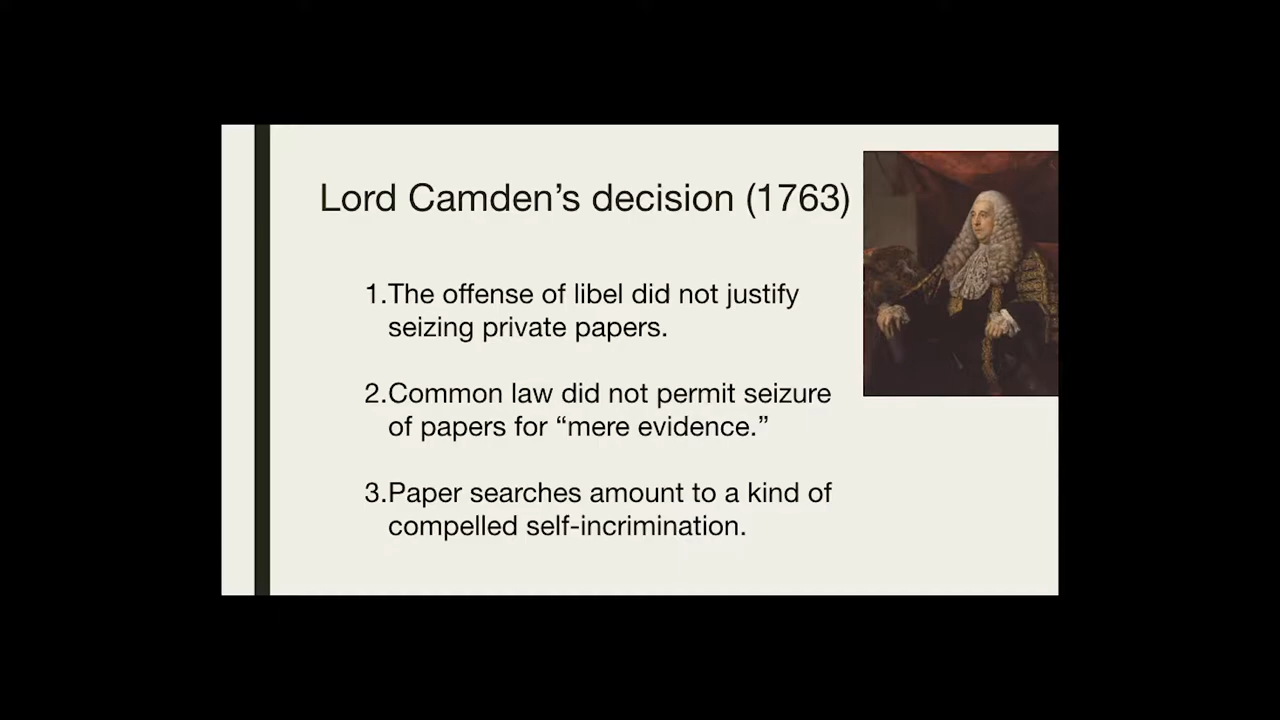 Lord Camden’s decision (1763)
1.The offense of libel did not justify
seizing private papers.
2.Common law did not permit seizure
of papers for “mere evidence.”
3.Paper searches amount to a kind of
compelled self-incrimination.